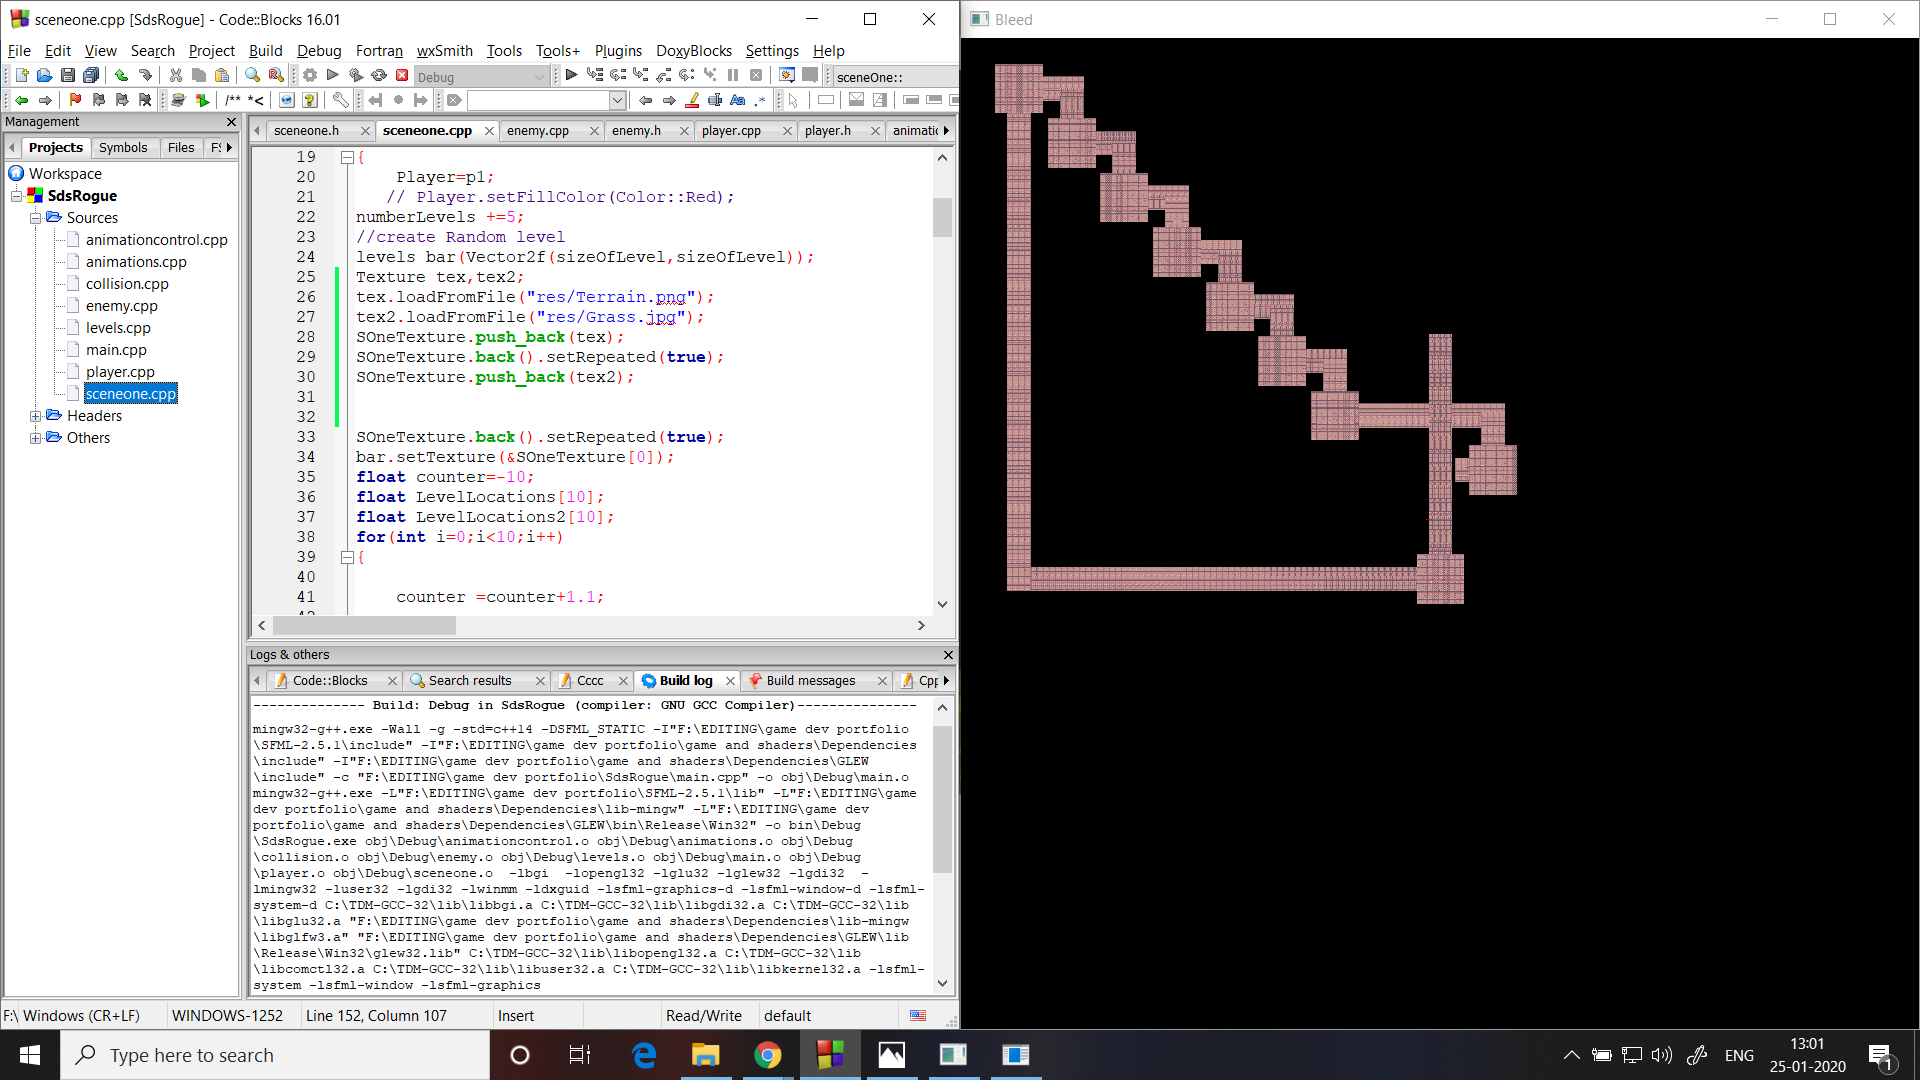 sceneone.cpp [SdsRogue] - Code::Blocks 16.01
File Edit View Search Project Build Debug Fortran wxSmith Tools Tools+ Plugins DoxyBlocks Settings Help
Debug
sceneOne::
/** *<
Management
Projects Symbols Files
Workspace
SdsRogue
Sources
animationcontrol.cpp
animations.cpp
collision.cpp
enemy.cpp
levels.cpp
main.cpp
player.cpp
sceneone.cpp
Headers
Others
sceneone.h sceneone.cpp enemy.cpp enemy.h player.cpp player.h animatic
19 {
20 Player=p1;
21 // Player.setFillColor(Color::Red);
22 numberLevels +=5;
23 //create Random level
24 levels bar(Vector2f(sizeOfLevel,sizeOfLevel));
25 Texture tex,tex2;
26 tex.loadFromFile("res/Terrain.png");
27 tex2.loadFromFile("res/Grass.jpg");
28 SOneTexture.push_back(tex);
29 SOneTexture.back().setRepeated(true);
30 SOneTexture.push_back(tex2);
31
32
33 SOneTexture.back().setRepeated(true);
34 bar.setTexture(&SOneTexture[0]);
35 float counter=-10;
36 float LevelLocations[10];
37 float LevelLocations2[10];
38 for(int i=0;i<10;i++)
39 {
40
41 counter =counter+1.1;
Logs & others
Code::Blocks Search results Cccc Build log Build messages
-------------- Build: Debug in SdsRogue (compiler: GNU GCC Compiler)---------------
mingw32-g++.exe -Wall -g -std=c++14 -DSFML_STATIC -I"F:\EDITING\game dev portfolio
\SFML-2.5.1\include" -I"F:\EDITING\game dev portfolio\game and shaders\Dependencies
\include" -I"F:\EDITING\game dev portfolio\game and shaders\Dependencies\GLEW
\include" -c "F:\EDITING\game dev portfolio\SdsRogue\main.cpp" -o obj\Debug\main.o
mingw32-g++.exe -L"F:\EDITING\game dev portfolio\SFML-2.5.1\lib" -L"F:\EDITING\game
dev portfolio\game and shaders\Dependencies\lib-mingw" -L"F:\EDITING\game dev
portfolio\game and shaders\Dependencies\GLEW\bin\Release\Win32" -o bin\Debug
\SdsRogue.exe obj\Debug\animationcontrol.o obj\Debug\animations.o obj\Debug
\collision.o obj\Debug\enemy.o obj\Debug\levels.o obj\Debug\main.o obj\Debug
\player.o obj\Debug\sceneone.o -lbgi -lopengl32 -lglu32 -lglew32 -lgdi32 -
lmingw32 -luser32 -lgdi32 -lwinmm -ldxguid -lsfml-graphics-d -lsfml-window-d -lsfml-
system-d C:\TDM-GCC-32\lib\libbgi.a C:\TDM-GCC-32\lib\libgdi32.a C:\TDM-GCC-32\lib
\libglu32.a "F:\EDITING\game dev portfolio\game and shaders\Dependencies\lib-mingw
\libglfw3.a" "F:\EDITING\game dev portfolio\game and shaders\Dependencies\GLEW\lib
\Release\Win32\glew32.lib" C:\TDM-GCC-32\lib\libopengl32.a C:\TDM-GCC-32\lib
\libcomctl32.a C:\TDM-GCC-32\lib\libuser32.a C:\TDM-GCC-32\lib\libkernel32.a -lsfml-
system -lsfml-window -lsfml-graphics
F:\ Windows (CR+LF) WINDOWS-1252 Line 152, Column 107 Insert Read/Write default
Bleed
Type here to search
ENG
13:01
25-01-2020
1